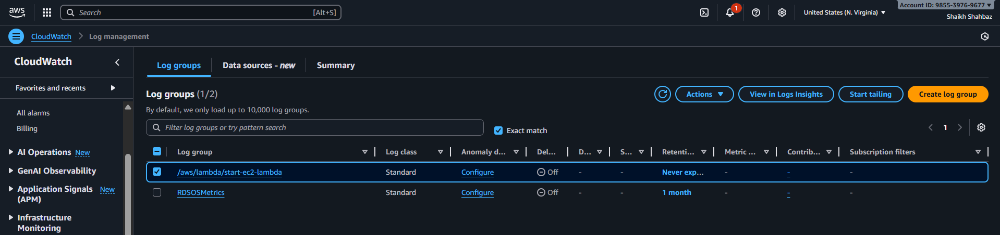 aws
Search [Alt+S]
1
United States (N. Virginia)
Account ID: 9855-3976-9677
Shaikh Shahbaz
CloudWatch > Log management
CloudWatch
Favorites and recents
All alarms
Billing
AI Operations New
GenAI Observability
Application Signals New
(APM)
Infrastructure
Monitoring
Log groups
Data sources - new
Summary
Log groups (1/2)
Actions
View in Logs Insights
Start tailing
Create log group
By default, we only load up to 10,000 log groups.
Filter log groups or try pattern search
Exact match
1
Log group Log class Anomaly d... Del... D... S... Retenti... Metric ... Contrib... Subscription filters
/aws/lambda/start-ec2-lambda Standard Configure Off - - Never exp... - - -
RDSOSMetrics Standard Configure Off - - 1 month - - -